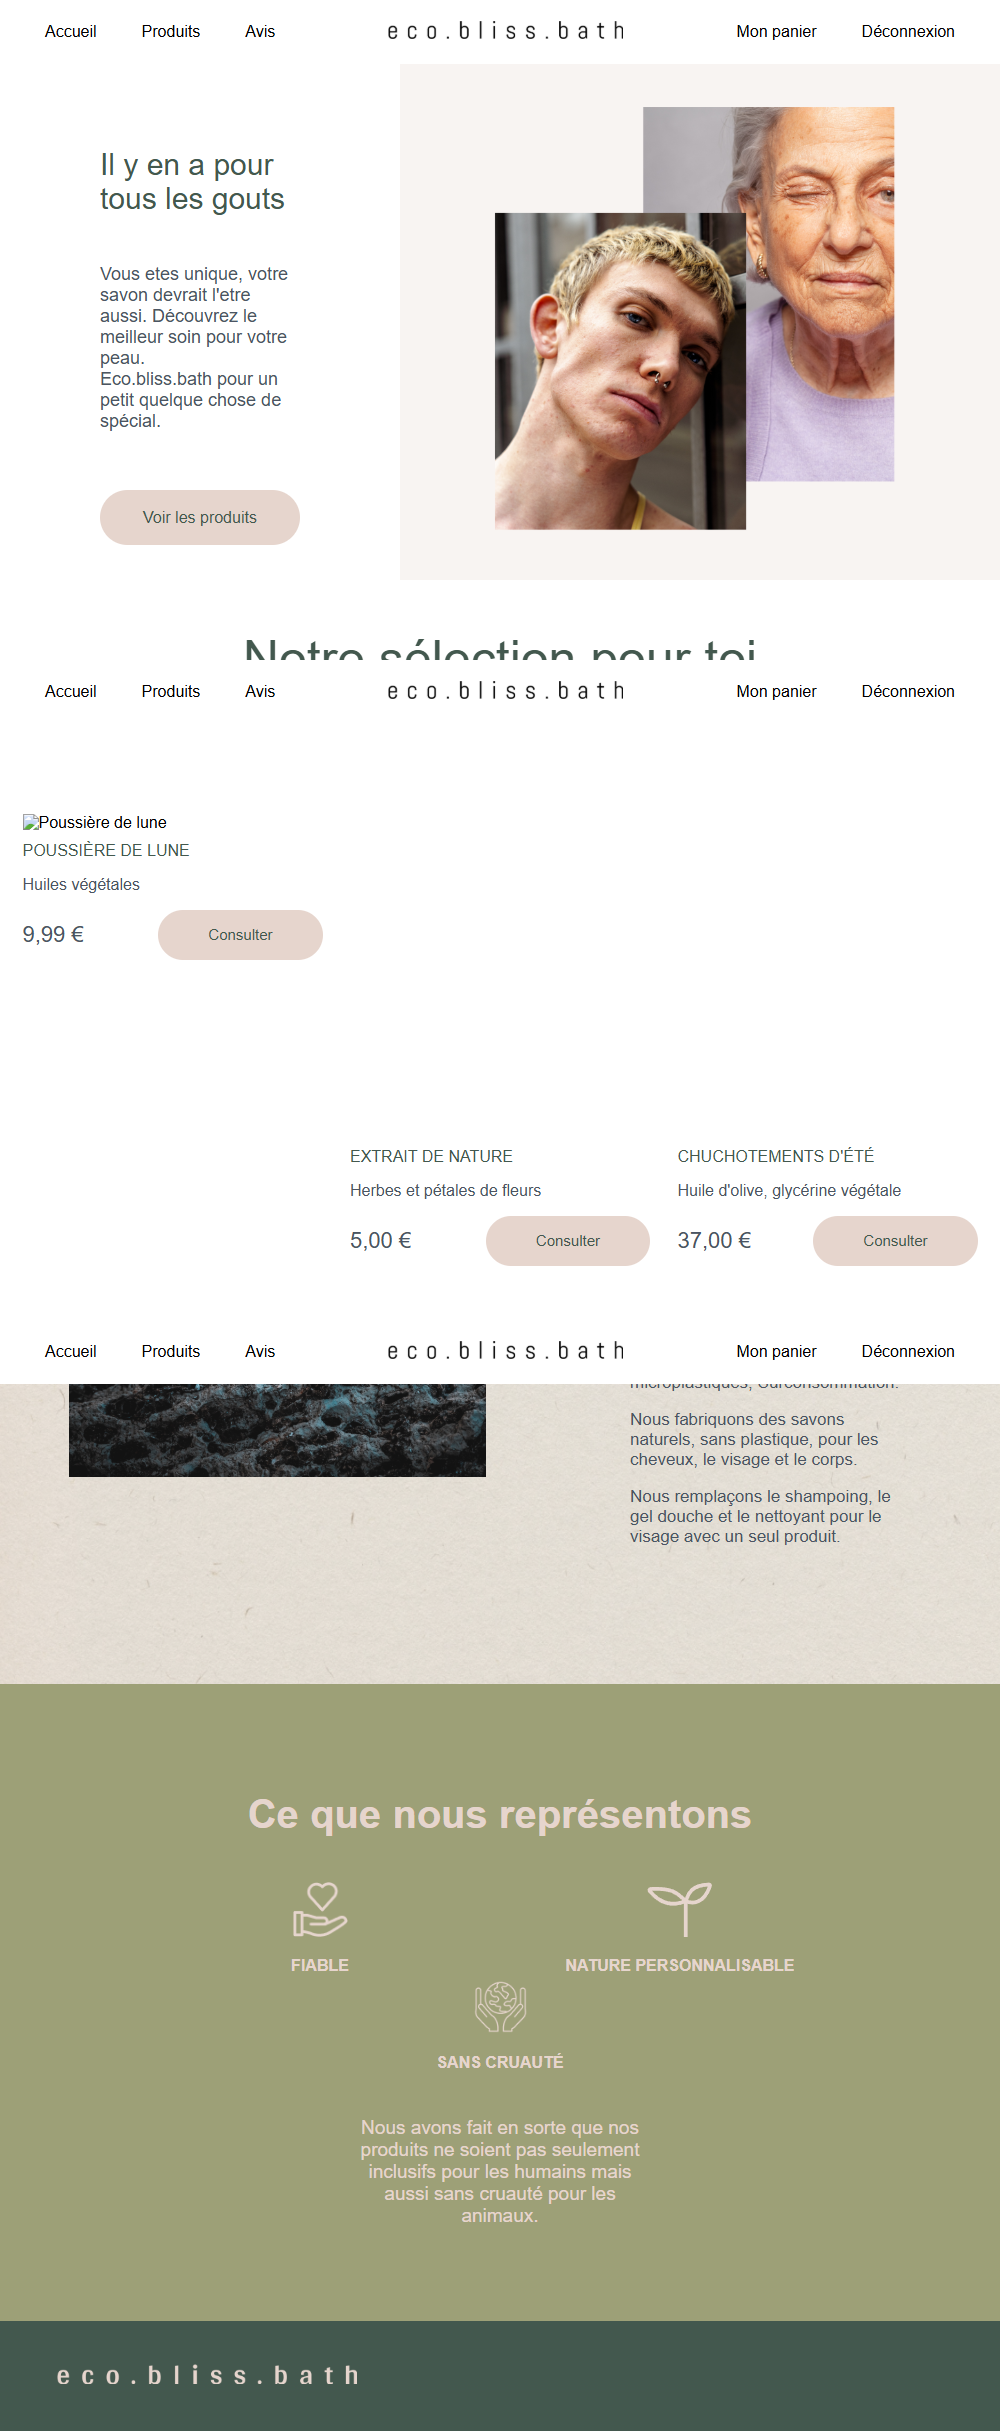 Accueil Produits Avis eco.bliss.bath Mon panier Déconnexion
Il y en a pour
tous les gouts
Vous etes unique, votre
savon devrait l'etre
aussi. Découvrez le
meilleur soin pour votre
peau.
Eco.bliss.bath pour un
petit quelque chose de
spécial.
Voir les produits
Notre sélection pour toi
Accueil Produits Avis eco.bliss.bath Mon panier Déconnexion
Poussière de lune
POUSSIÈRE DE LUNE
Huiles végétales
9,99 € Consulter
EXTRAIT DE NATURE
Herbes et pétales de fleurs
5,00 € Consulter
CHUCHOTEMENTS D'ÉTÉ
Huile d'olive, glycérine végétale
37,00 € Consulter
Accueil Produits Avis eco.bliss.bath Mon panier Déconnexion
microplastiques, Surconsommation.
Nous fabriquons des savons
naturels, sans plastique, pour les
cheveux, le visage et le corps.
Nous remplaçons le shampoing, le
gel douche et le nettoyant pour le
visage avec un seul produit.
Ce que nous représentons
FIABLE
NATURE PERSONNALISABLE
SANS CRUAUTÉ
Nous avons fait en sorte que nos
produits ne soient pas seulement
inclusifs pour les humains mais
aussi sans cruauté pour les
animaux.
eco.bliss.bath